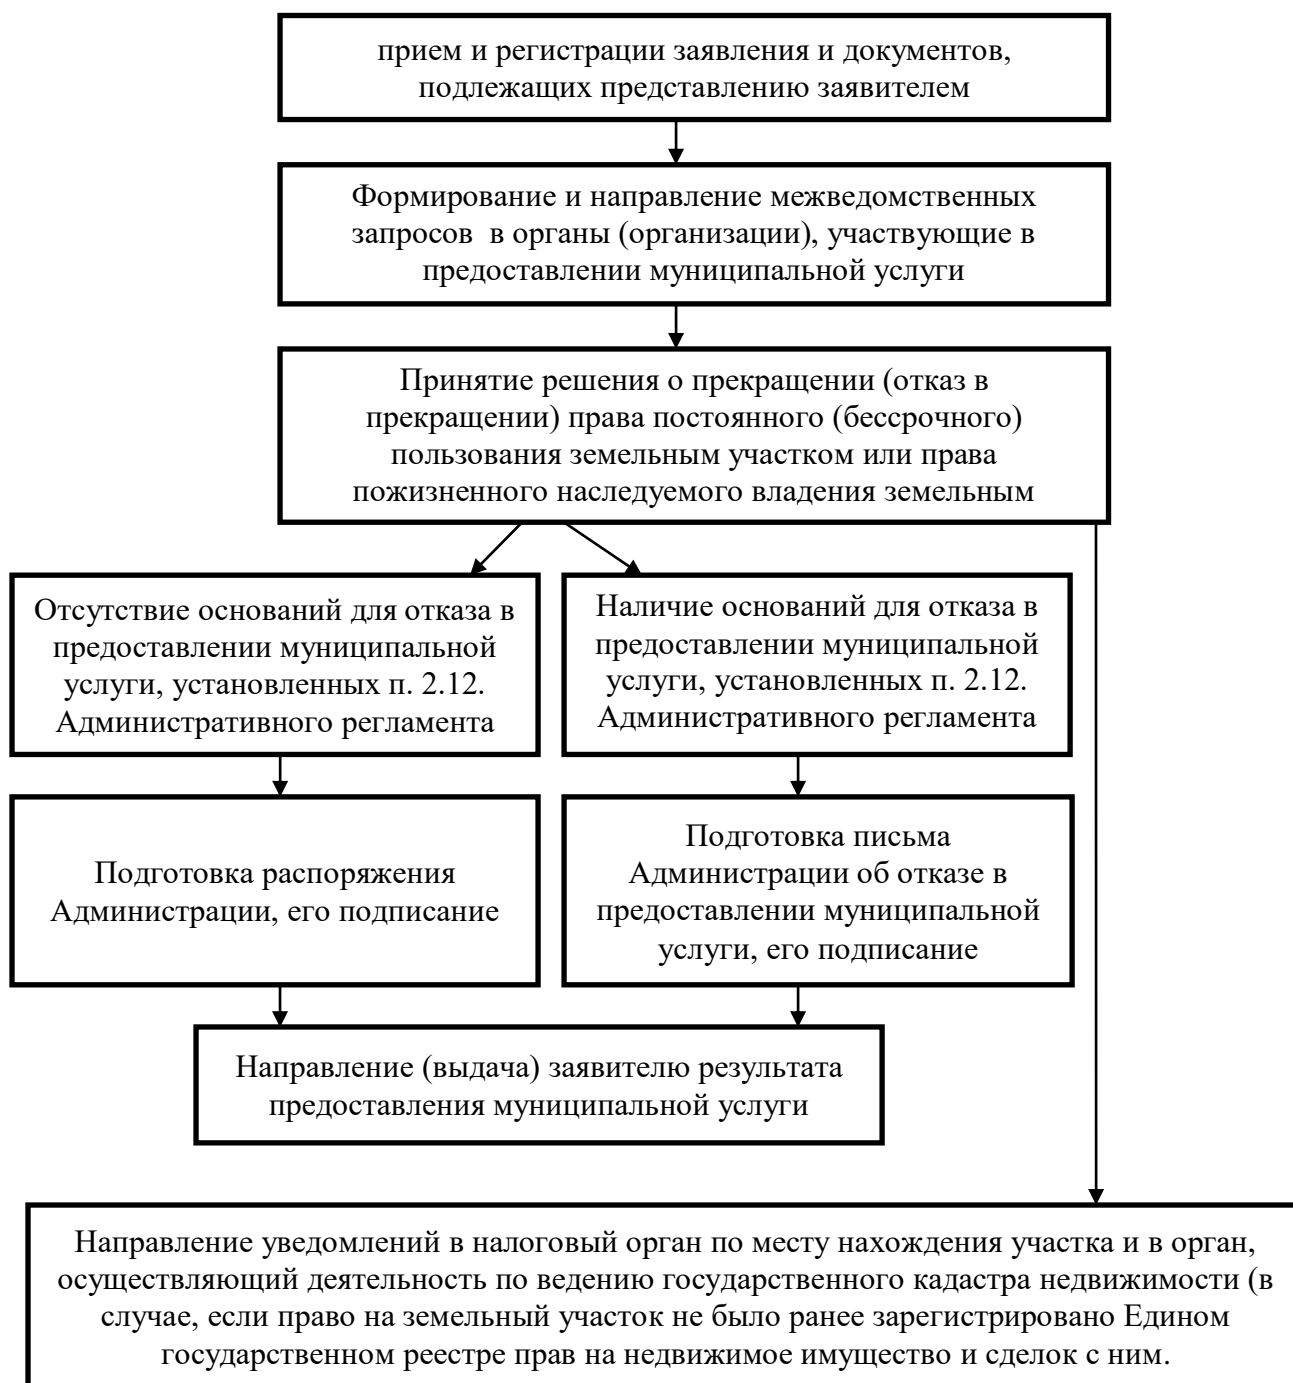 прием и регистрации заявления и документов,
подлежащих представлению заявителем
Формирование и направление межведомственных
запросов в органы (организации), участвующие в
предоставлении муниципальной услуги
Принятие решения о прекращении (отказ в
прекращении) права постоянного (бессрочного)
пользования земельным участком или права
пожизненного наследуемого владения земельным
Отсутствие оснований для отказа в
предоставлении муниципальной
услуги, установленных п. 2.12.
Административного регламента
Наличие оснований для отказа в
предоставлении муниципальной
услуги, установленных п. 2.12.
Административного регламента
Подготовка распоряжения
Администрации, его подписание
Подготовка письма
Администрации об отказе в
предоставлении муниципальной
услуги, его подписание
Направление (выдача) заявителю результата
предоставления муниципальной услуги
Направление уведомлений в налоговый орган по месту нахождения участка и в орган,
осуществляющий деятельность по ведению государственного кадастра недвижимости (в
случае, если право на земельный участок не было ранее зарегистрировано Едином
государственном реестре прав на недвижимое имущество и сделок с ним.